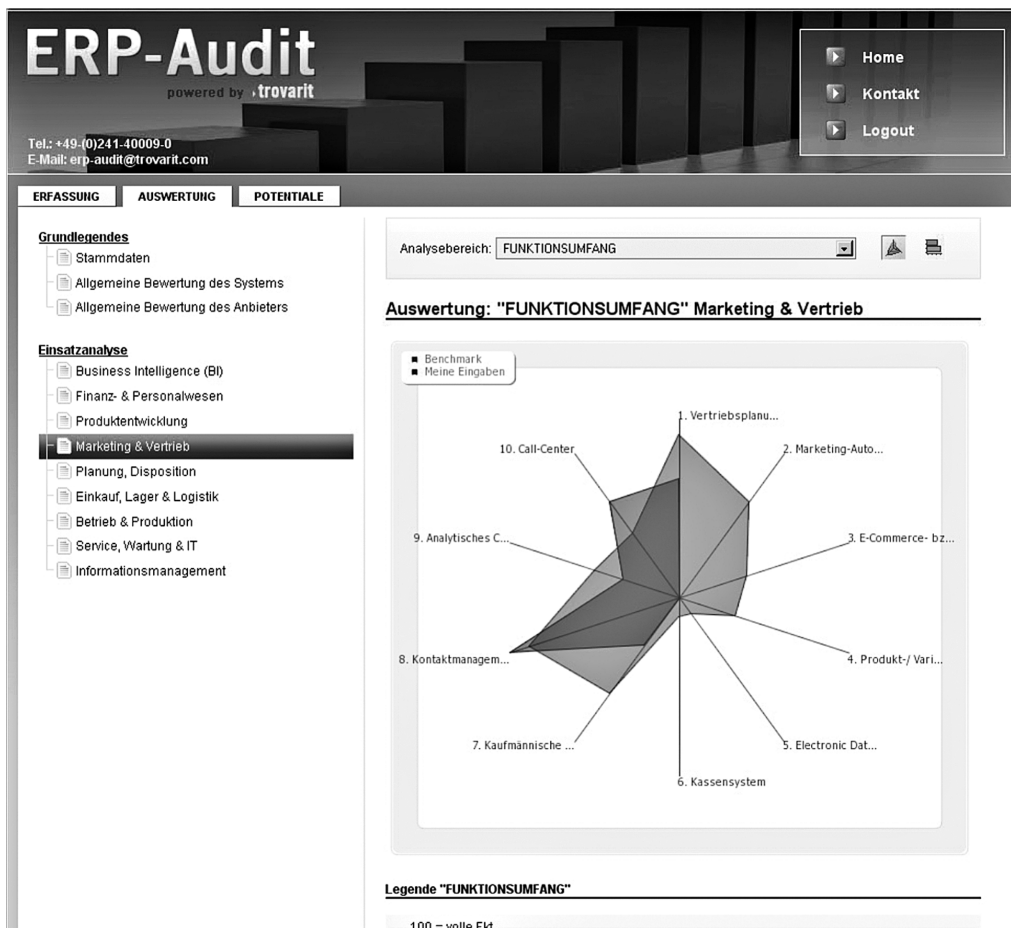 ERP-Audit
powered by trovarit
Tel.: +49-(0)241-40009-0
E-Mail: erp-audit@trovarit.com
Home
Kontakt
Logout
ERFASSUNG AUSWERTUNG POTENTIALE
Grundlegendes
Stammdaten
Allgemeine Bewertung des Systems
Allgemeine Bewertung des Anbieters
Einsatzanalyse
Business Intelligence (BI)
Finanz- & Personalwesen
Produktentwicklung
Marketing & Vertrieb
Planung, Disposition
Einkauf, Lager & Logistik
Betrieb & Produktion
Service, Wartung & IT
Informationsmanagement
Analysebereich: FUNKTIONSUMFANG
Auswertung: "FUNKTIONSUMFANG" Marketing & Vertrieb
Benchmark
Meine Eingaben
1. Vertriebsplanu...
2. Marketing-Auto...
3. E-Commerce- bz...
4. Produkt-/ Vari...
5. Electronic Dat...
6. Kassensystem
7. Kaufmännische ...
8. Kontaktmanagem...
9. Analytisches C...
10. Call-Center
Legende "FUNKTIONSUMFANG"
100 = volle Fkt.